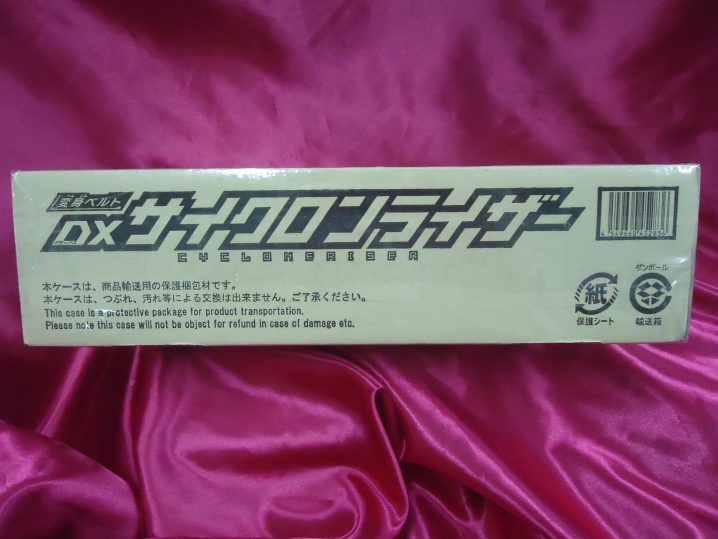 変身ベルト
DX サイクロンライザー
CYCLONERISER
本ケースは、商品輸送用の保護梱包材です。
本ケースは、つぶれ、汚れ等による交換は出来ません。ご了承ください。
This case is a protective package for product transportation.
Please note this case will not be object for refund in case of damage etc.
4 549660 432836
紙
保護シート
ダンボール
輸送箱